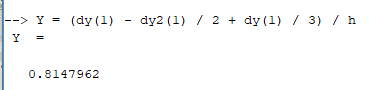 --> Y = (dy(1) - dy2(1) / 2 + dy(1) / 3) / h
Y  =
0.8147962